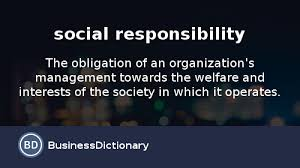 social responsibility
The obligation of an organization's
management towards the welfare and
interests of the society in which it operates.
BD BusinessDictionary